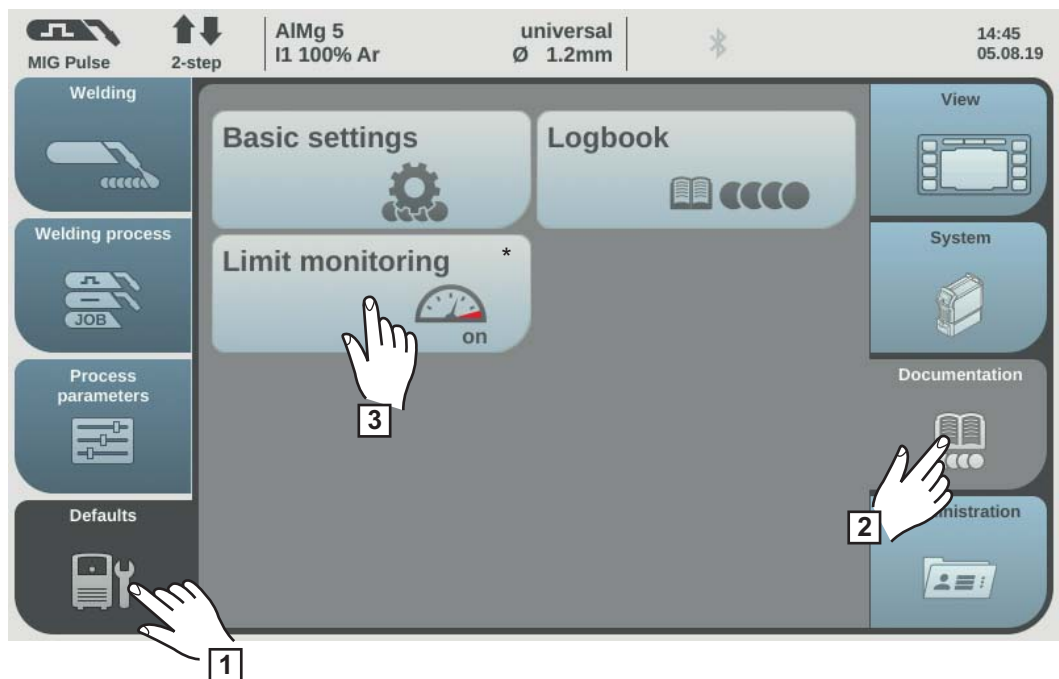 MIG Pulse
2-step
AlMg 5
I1 100% Ar
universal
Ø 1.2mm
14:45
05.08.19
Welding
Welding process
JOB
Process
parameters
Defaults
Basic settings
Logbook
Limit monitoring *
on
View
System
Documentation
nistration
1
2
3